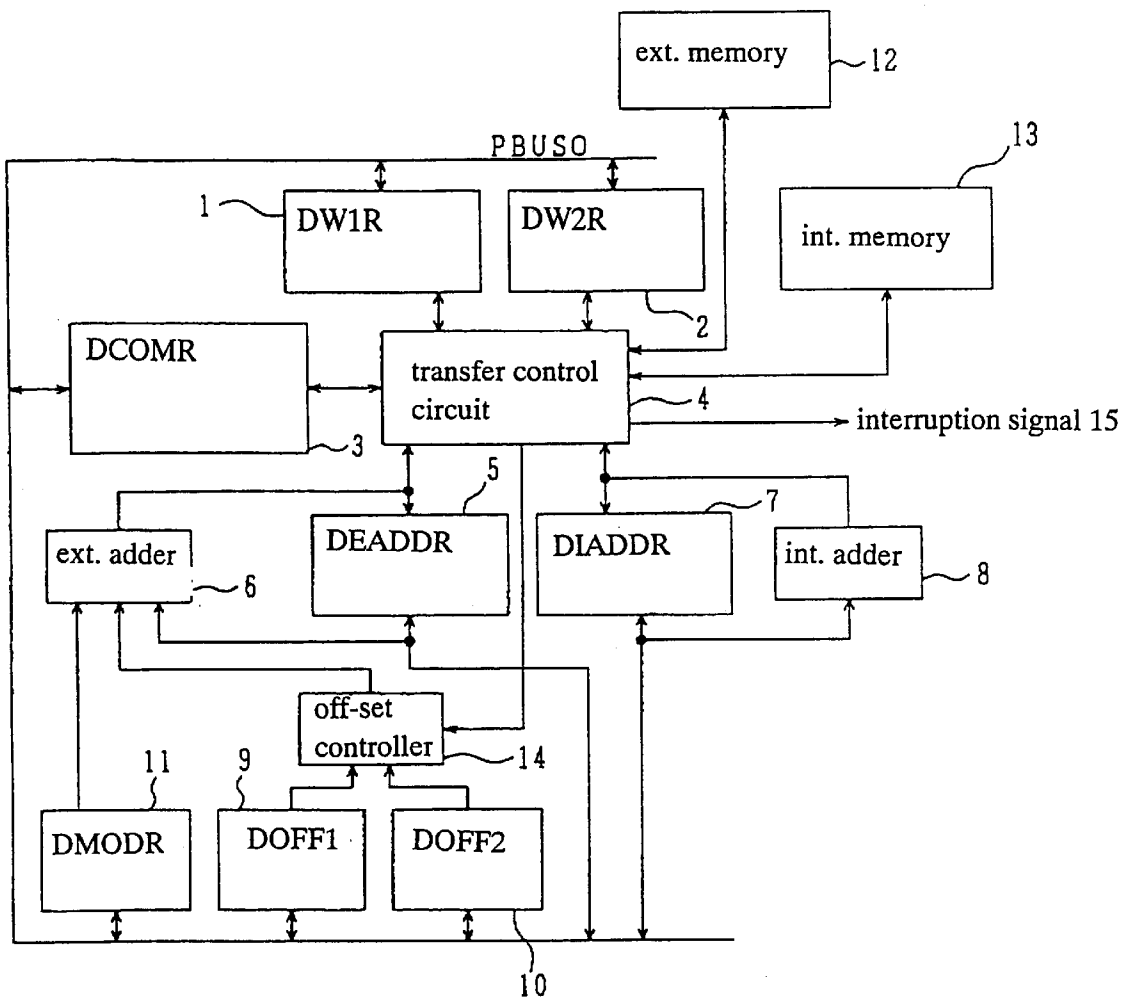 ext. memory
12
PBUSO
13
1
DW1R
DW2R
int. memory
2
DCOMR
transfer control
circuit
4
interruption signal 15
3
5
7
ext. adder
DEADDR
DIADDR
int. adder
6
8
off-set
controller
14
11
9
DMODR
DOFF1
DOFF2
10